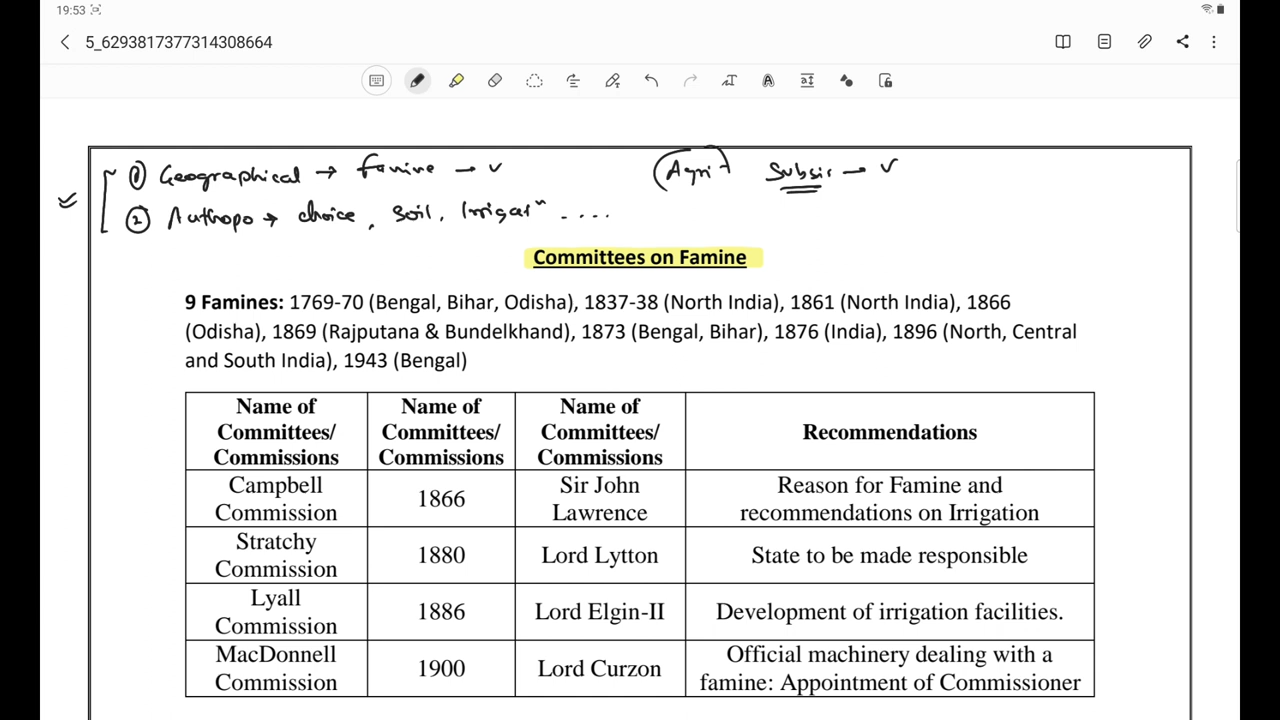 19:53
5_6293817377314308664
① Geographical → famine → v (Agri) Subsis → v
② Authopo → choice, Soil, Irrigatⁿ ....
Committees on Famine
9 Famines: 1769-70 (Bengal, Bihar, Odisha), 1837-38 (North India), 1861 (North India), 1866
(Odisha), 1869 (Rajputana & Bundelkhand), 1873 (Bengal, Bihar), 1876 (India), 1896 (North, Central
and South India), 1943 (Bengal)
Name of Committees/ Commissions | Name of Committees/ Commissions | Name of Committees/ Commissions | Recommendations
Campbell Commission | 1866 | Sir John Lawrence | Reason for Famine and recommendations on Irrigation
Stratchy Commission | 1880 | Lord Lytton | State to be made responsible
Lyall Commission | 1886 | Lord Elgin-II | Development of irrigation facilities.
MacDonnell Commission | 1900 | Lord Curzon | Official machinery dealing with a famine: Appointment of Commissioner